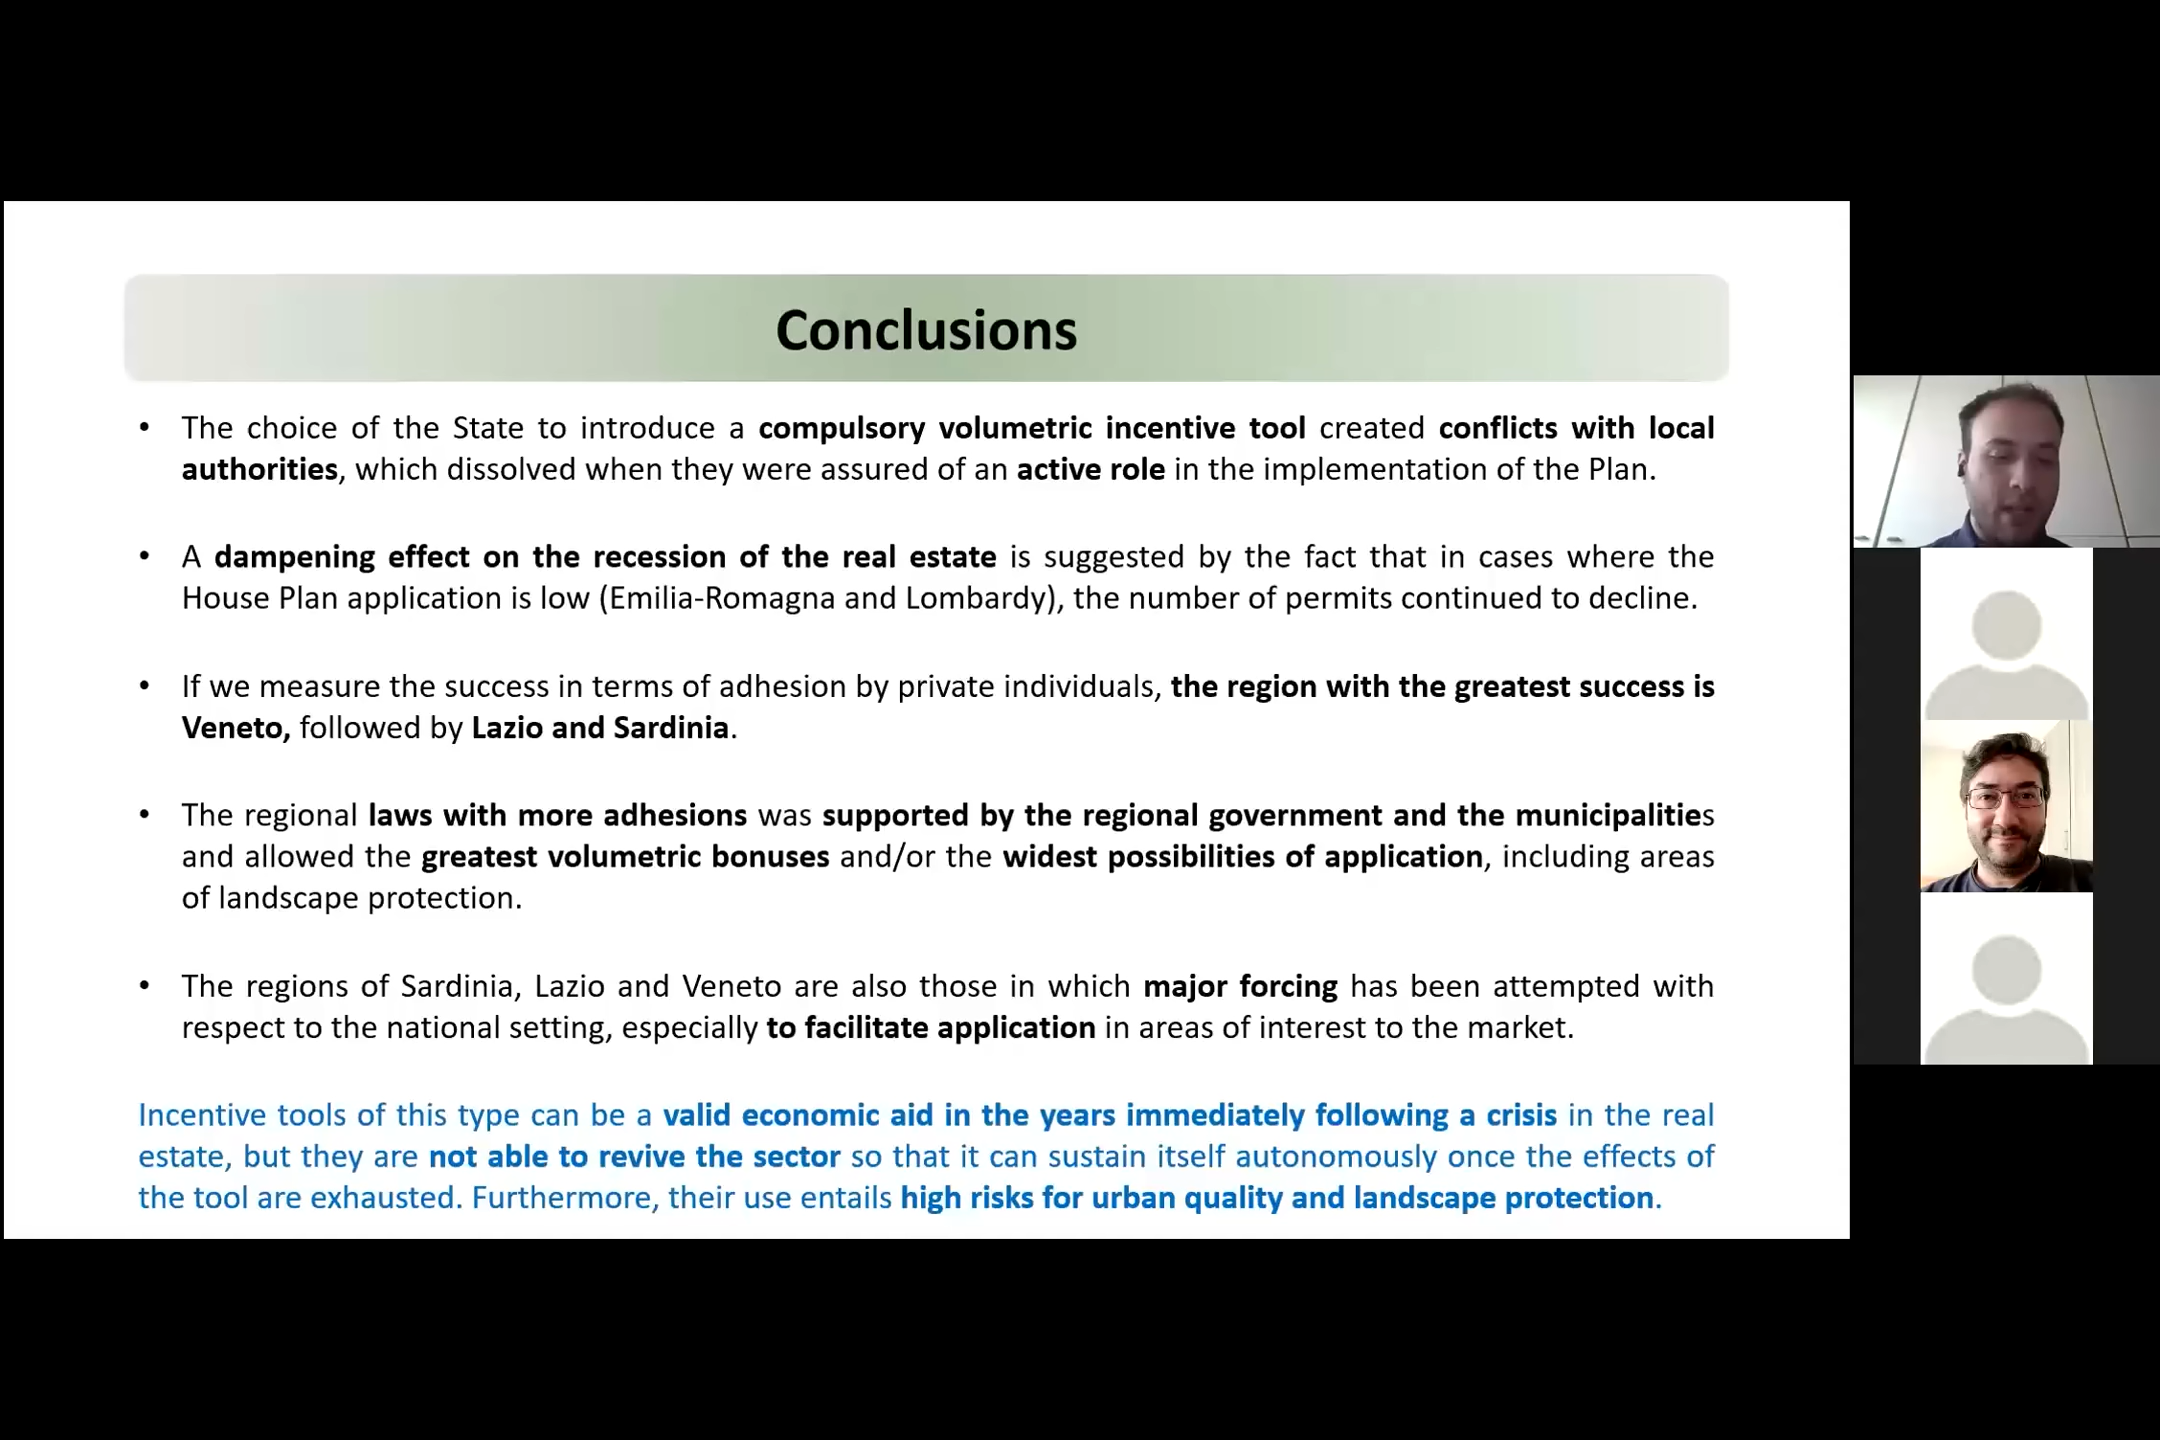 Conclusions
• The choice of the State to introduce a compulsory volumetric incentive tool created conflicts with local
authorities, which dissolved when they were assured of an active role in the implementation of the Plan.
• A dampening effect on the recession of the real estate is suggested by the fact that in cases where the
House Plan application is low (Emilia-Romagna and Lombardy), the number of permits continued to decline.
• If we measure the success in terms of adhesion by private individuals, the region with the greatest success is
Veneto, followed by Lazio and Sardinia.
• The regional laws with more adhesions was supported by the regional government and the municipalities
and allowed the greatest volumetric bonuses and/or the widest possibilities of application, including areas
of landscape protection.
• The regions of Sardinia, Lazio and Veneto are also those in which major forcing has been attempted with
respect to the national setting, especially to facilitate application in areas of interest to the market.
Incentive tools of this type can be a valid economic aid in the years immediately following a crisis in the real
estate, but they are not able to revive the sector so that it can sustain itself autonomously once the effects of
the tool are exhausted. Furthermore, their use entails high risks for urban quality and landscape protection.